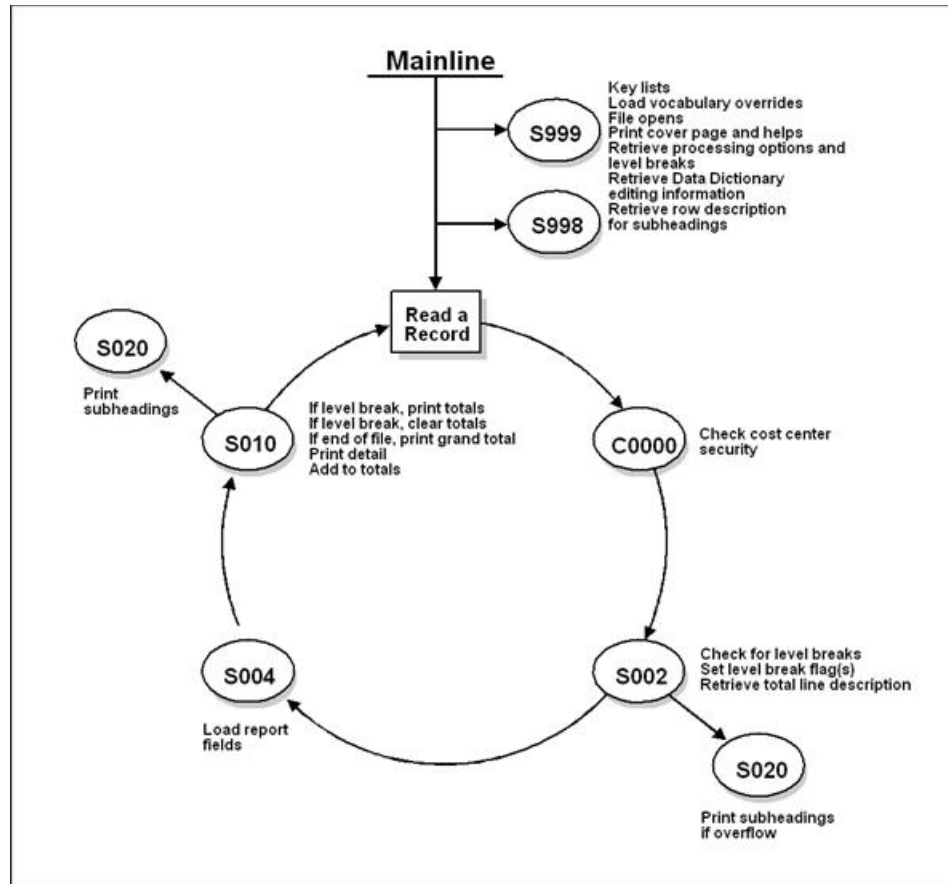 Mainline
S999
Key lists
Load vocabulary overrides
File opens
Print cover page and helps
Retrieve processing options and
level breaks
Retrieve Data Dictionary
editing information
Retrieve row description
for subheadings
S998
Read a
Record
S020
Print
subheadings
S010
If level break, print totals
If level break, clear totals
If end of file, print grand total
Print detail
Add to totals
C0000
Check cost center
security
S004
Load report
fields
S002
Check for level breaks
Set level break flag(s)
Retrieve total line description
S020
Print subheadings
if overflow